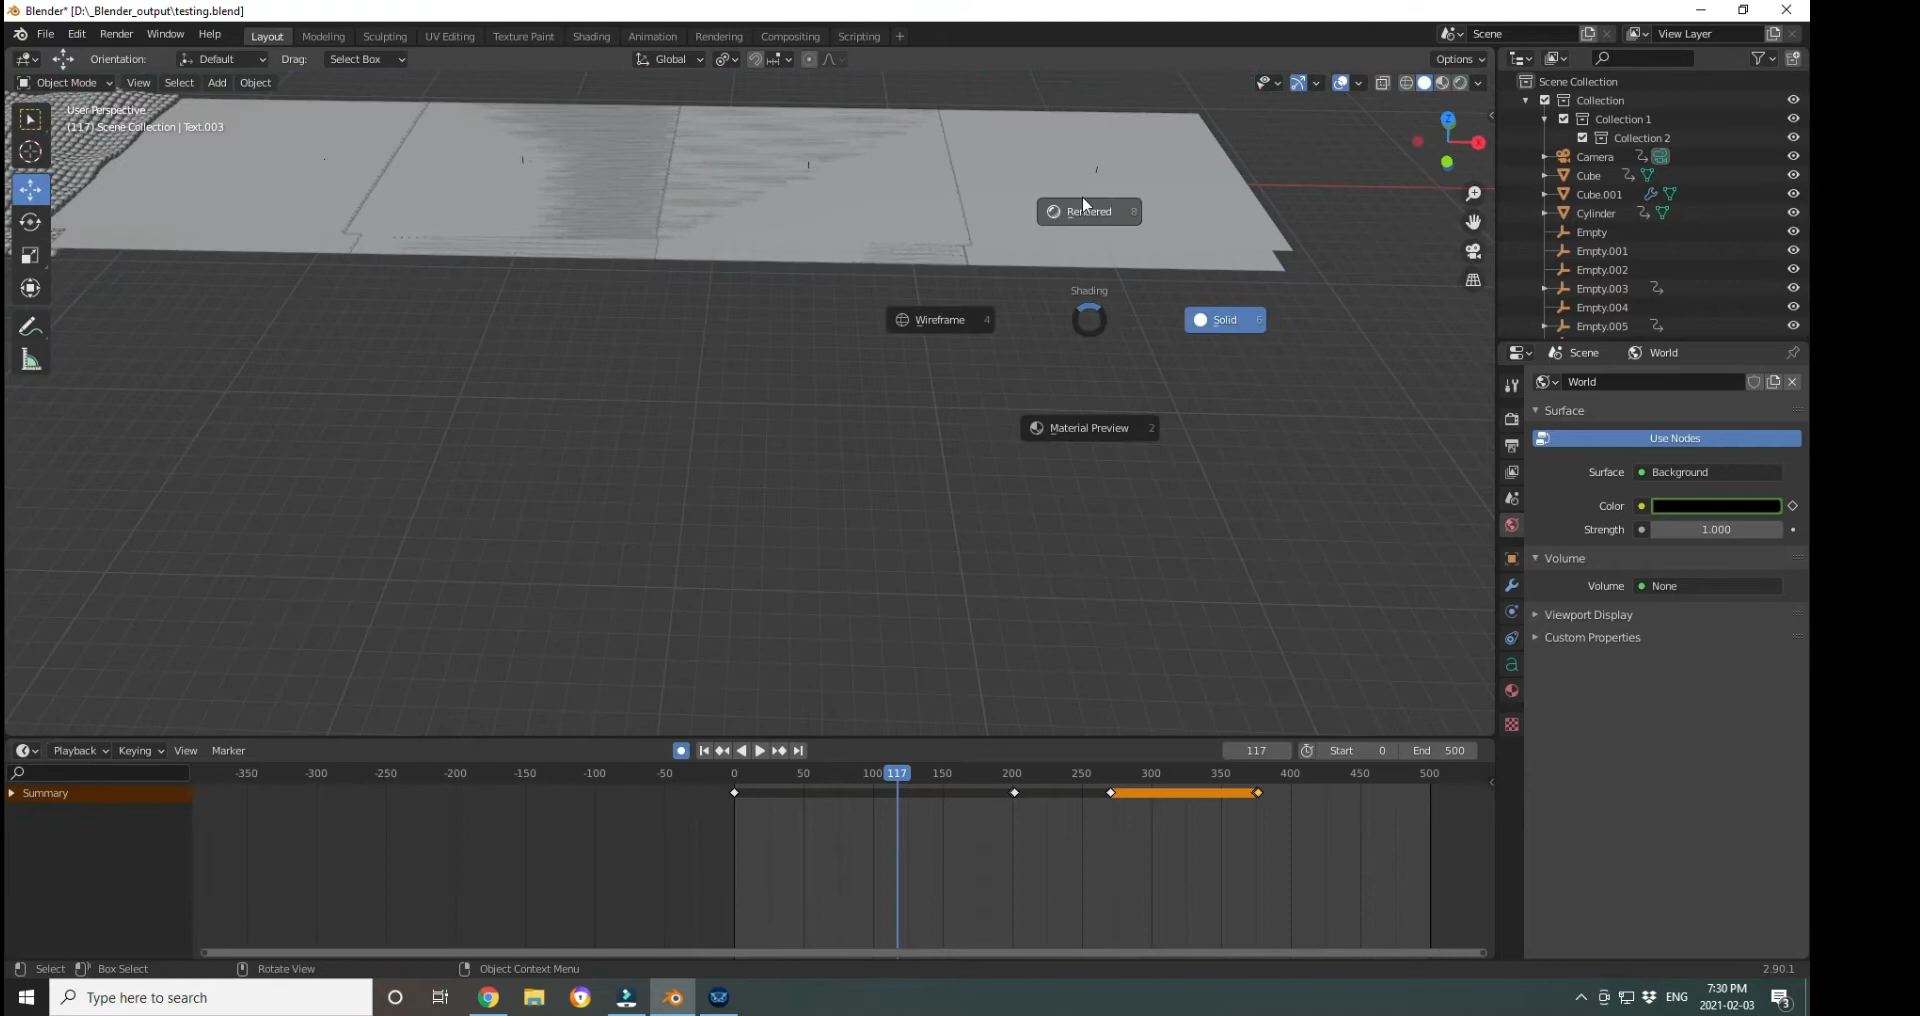 Blender* [D:\_Blender_output\testing.blend]
File Edit Render Window Help
Layout Modeling Sculpting UV Editing Texture Paint Shading Animation Rendering Compositing Scripting +
Scene
View Layer
Orientation: Default Drag: Select Box
Global
Options
Object Mode View Select Add Object
User Perspective
(117) Scene Collection | Text.003
Z
X
Rendered 8
Shading
Wireframe 4
Solid 6
Material Preview 2
Scene Collection
Collection
Collection 1
Collection 2
Camera
Cube
Cube.001
Cylinder
Empty
Empty.001
Empty.002
Empty.003
Empty.004
Empty.005
Scene World
World
Surface
Use Nodes
Surface Background
Color
Strength 1.000
Volume
Volume None
Viewport Display
Custom Properties
Playback Keying View Marker
117 Start 0 End 500
-350 -300 -250 -200 -150 -100 -50 0 50 100 117 150 200 250 300 350 400 450 500
Summary
Select Box Select Rotate View Object Context Menu
2.90.1
Type here to search
ENG
7:30 PM
2021-02-03
3